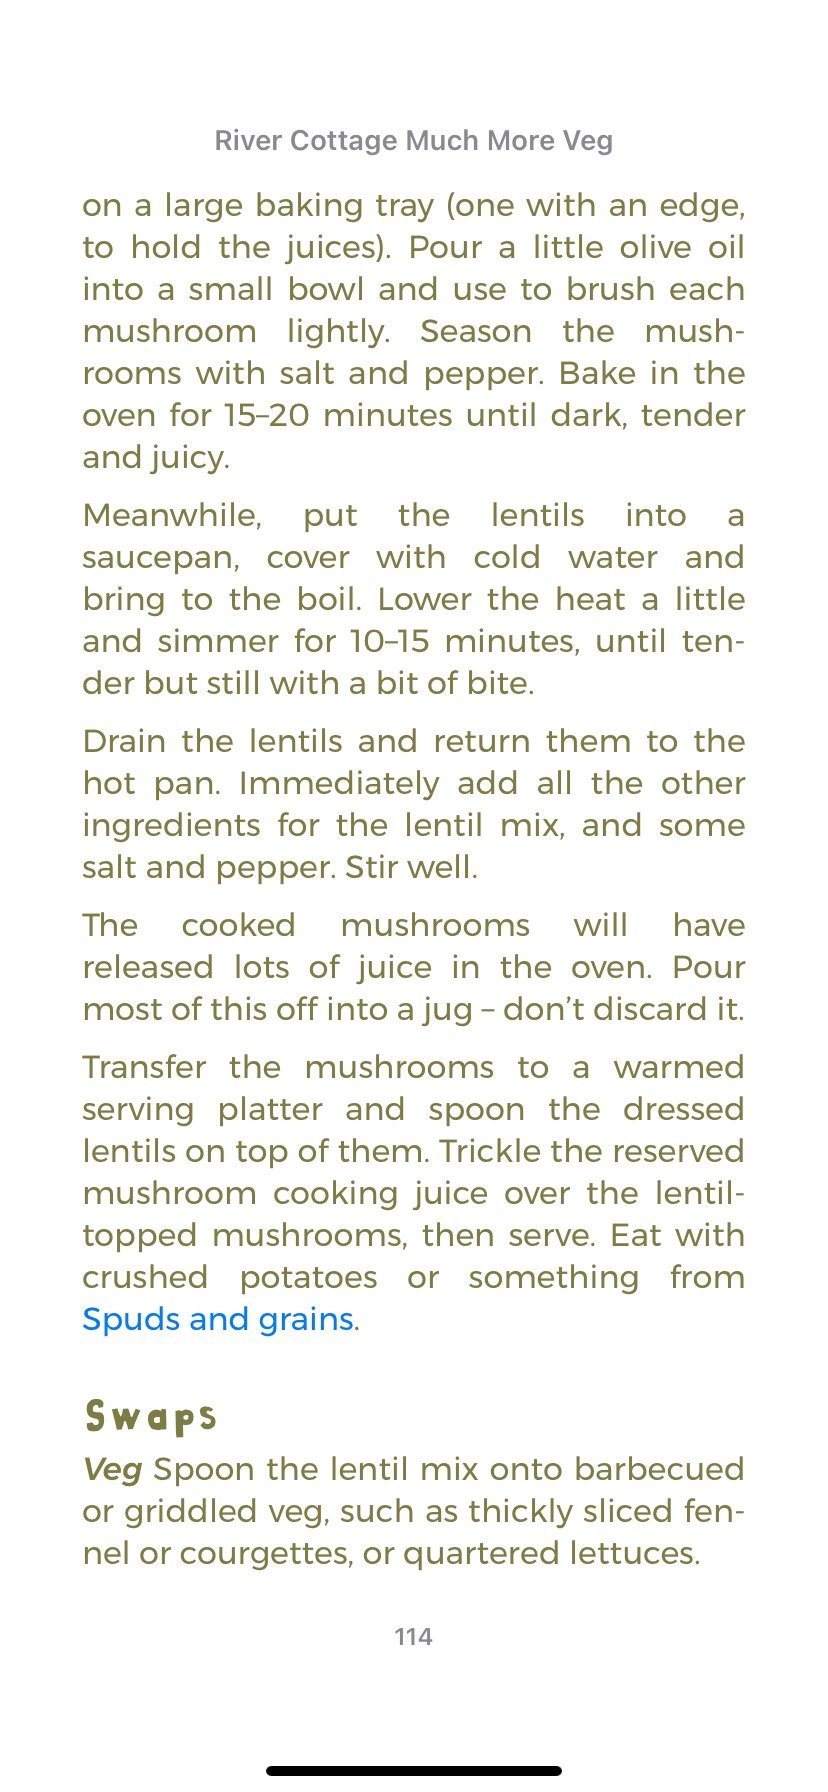 River Cottage Much More Veg
on a large baking tray (one with an edge,
to hold the juices). Pour a little olive oil
into a small bowl and use to brush each
mushroom lightly. Season the mush-
rooms with salt and pepper. Bake in the
oven for 15–20 minutes until dark, tender
and juicy.
Meanwhile, put the lentils into a
saucepan, cover with cold water and
bring to the boil. Lower the heat a little
and simmer for 10–15 minutes, until ten-
der but still with a bit of bite.
Drain the lentils and return them to the
hot pan. Immediately add all the other
ingredients for the lentil mix, and some
salt and pepper. Stir well.
The cooked mushrooms will have
released lots of juice in the oven. Pour
most of this off into a jug – don’t discard it.
Transfer the mushrooms to a warmed
serving platter and spoon the dressed
lentils on top of them. Trickle the reserved
mushroom cooking juice over the lentil-
topped mushrooms, then serve. Eat with
crushed potatoes or something from
Spuds and grains.
Swaps
Veg Spoon the lentil mix onto barbecued
or griddled veg, such as thickly sliced fen-
nel or courgettes, or quartered lettuces.
114